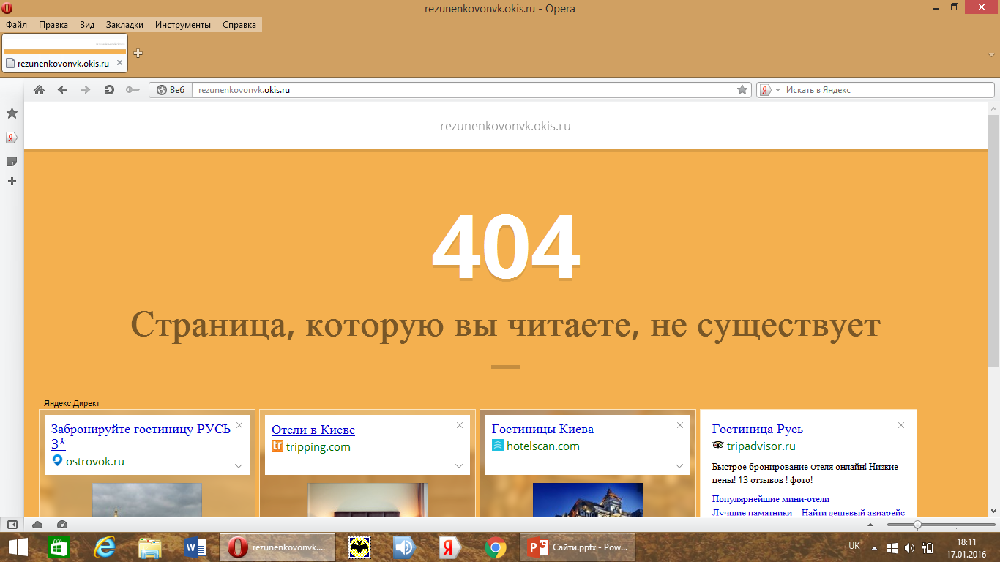 rezunenkovonvk.okis.ru - Opera
Файл Правка Вид Закладки Инструменты Справка
rezunenkovonvk.okis.ru
Веб rezunenkovonvk.okis.ru Искать в Яндекс
rezunenkovonvk.okis.ru
404
Страница, которую вы читаете, не существует
Яндекс.Директ
Забронируйте гостиницу РУСЬ
3*
ostrovok.ru
Отели в Киеве
tripping.com
Гостиницы Киева
hotelscan.com
Гостиница Русь
tripadvisor.ru
Быстрое бронирование Отеля онлайн! Низкие
цены! 13 отзывов ! фото!
Популярнейшие мини-отели
Лучшие памятники Найти дешевый авиарейс
rezunenkovonvk.... Сайти.pptx - Pow... UK 18:11
17.01.2016